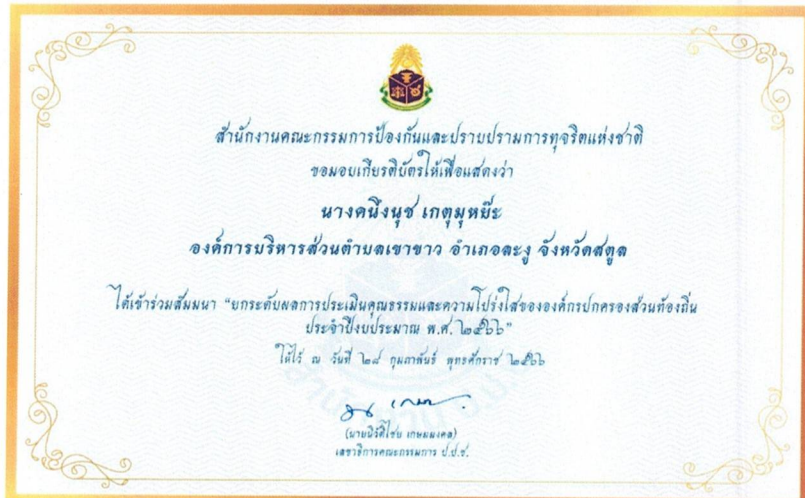 สำนักงานคณะกรรมการป้องกันและปราบปรามการทุจริตแห่งชาติ
ขอมอบเกียรติบัตรให้เพื่อแสดงว่า
นางคนึงนุช เกตุมุหย๊ะ
องค์การบริหารส่วนตำบลเขาขาว อำเภอละงู จังหวัดสตูล
ได้เข้าร่วมสัมมนา “ยกระดับผลการประเมินคุณธรรมและความโปร่งใสขององค์กรปกครองส่วนท้องถิ่น
ประจำปีงบประมาณ พ.ศ. ๒๕๖๖”
ให้ไว้ ณ วันที่ ๒๘ กุมภาพันธ์ พุทธศักราช ๒๕๖๖
(นายนิวัติไชย เกษมมงคล)
เลขาธิการคณะกรรมการ ป.ป.ช.